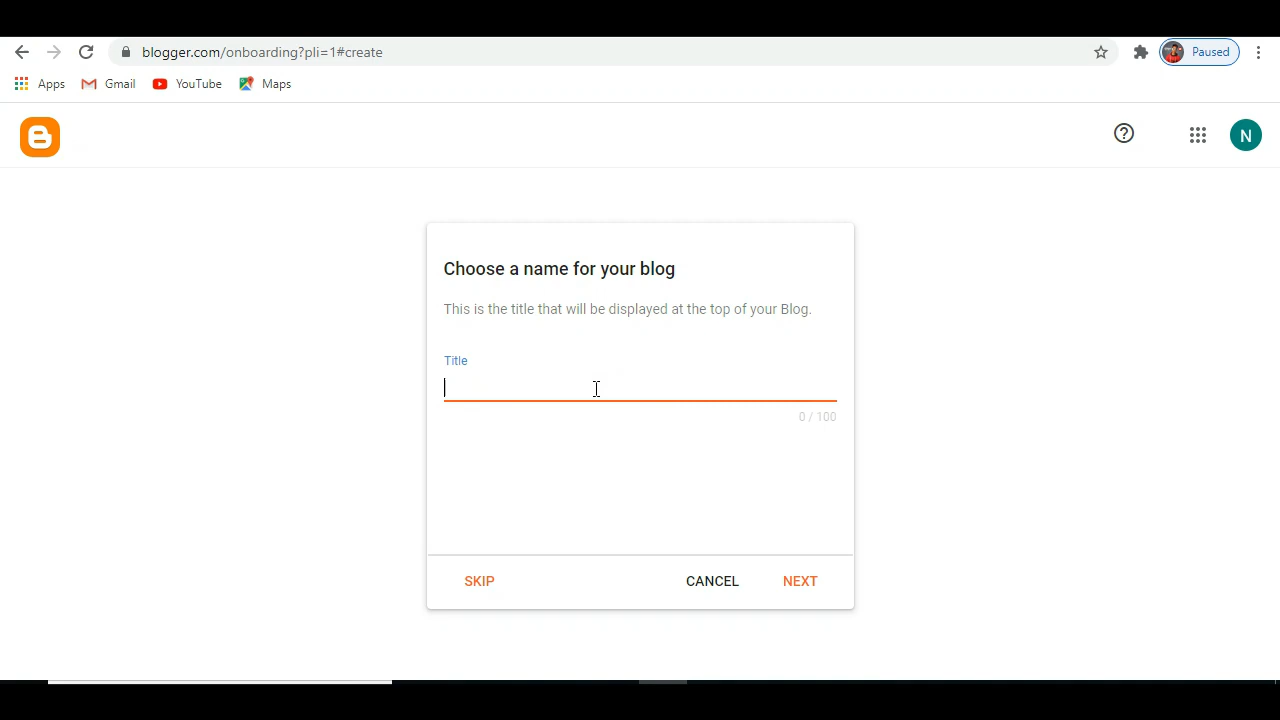 blogger.com/onboarding?pli=1#create
Paused
Apps
Gmail
YouTube
Maps
N
Choose a name for your blog
This is the title that will be displayed at the top of your Blog.
Title
0 / 100
SKIP
CANCEL
NEXT